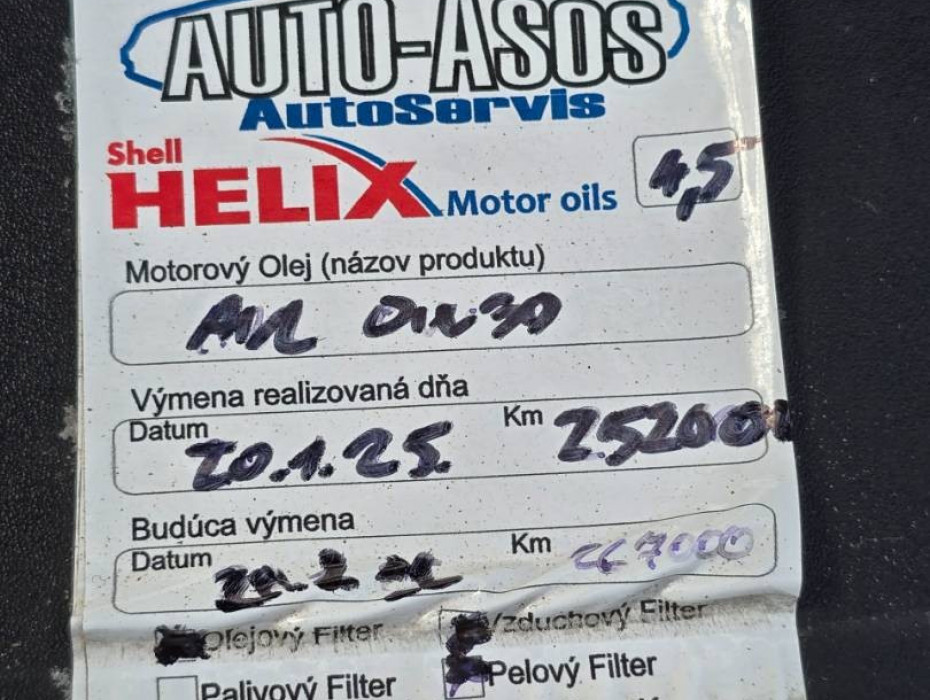 AUTO-ASOS
AutoServis
Shell
HELIX Motor oils 4,5
Motorový Olej (názov produktu)
Výmena realizovaná dňa
Datum 20.1.25. Km 252000
Budúca výmena
Datum Km 267000
Olejový Filter Vzduchový Filter
Palivový Filter Pelový Filter